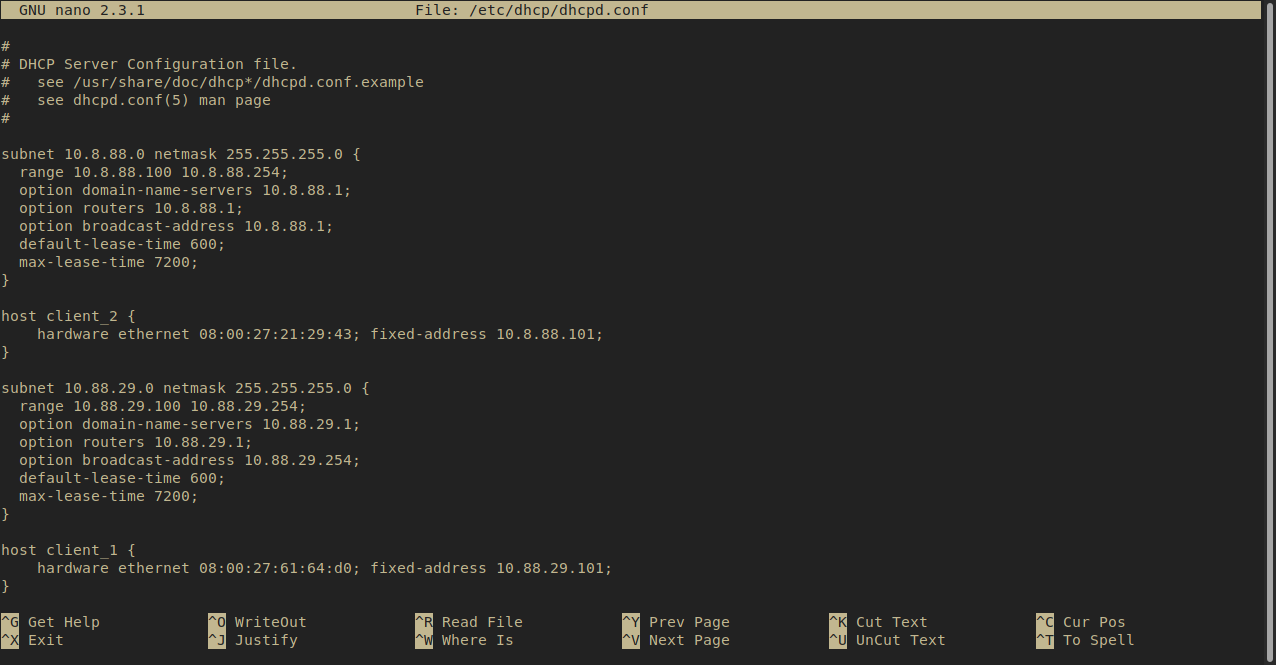 GNU nano 2.3.1 File: /etc/dhcp/dhcpd.conf
#
# DHCP Server Configuration file.
#   see /usr/share/doc/dhcp*/dhcpd.conf.example
#   see dhcpd.conf(5) man page
#
subnet 10.8.88.0 netmask 255.255.255.0 {
  range 10.8.88.100 10.8.88.254;
  option domain-name-servers 10.8.88.1;
  option routers 10.8.88.1;
  option broadcast-address 10.8.88.1;
  default-lease-time 600;
  max-lease-time 7200;
}
host client_2 {
    hardware ethernet 08:00:27:21:29:43; fixed-address 10.8.88.101;
}
subnet 10.88.29.0 netmask 255.255.255.0 {
  range 10.88.29.100 10.88.29.254;
  option domain-name-servers 10.88.29.1;
  option routers 10.88.29.1;
  option broadcast-address 10.88.29.254;
  default-lease-time 600;
  max-lease-time 7200;
}
host client_1 {
    hardware ethernet 08:00:27:61:64:d0; fixed-address 10.88.29.101;
}
^G Get Help ^O WriteOut ^R Read File ^Y Prev Page ^K Cut Text ^C Cur Pos
^X Exit ^J Justify ^W Where Is ^V Next Page ^U UnCut Text ^T To Spell